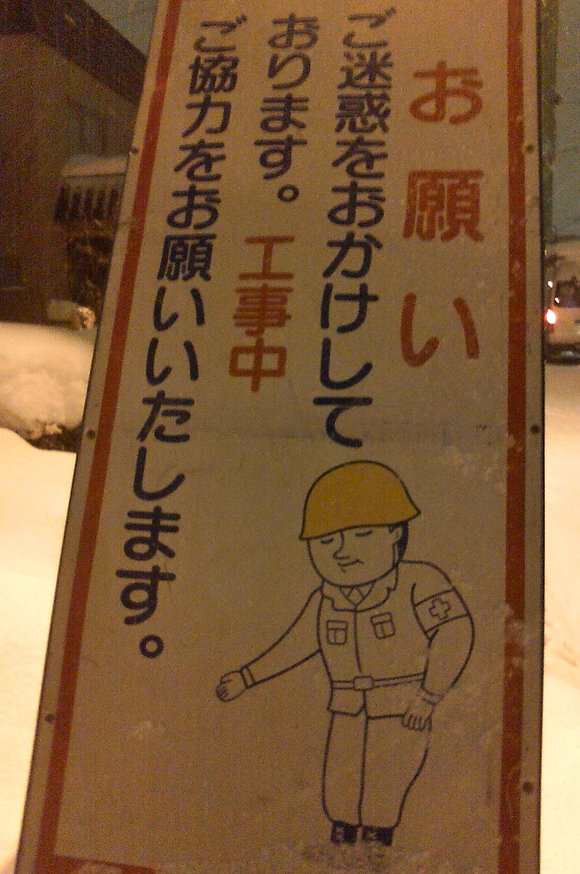 お願い
ご迷惑をおかけして
おります。
工事中
ご協力をお願いいたします。